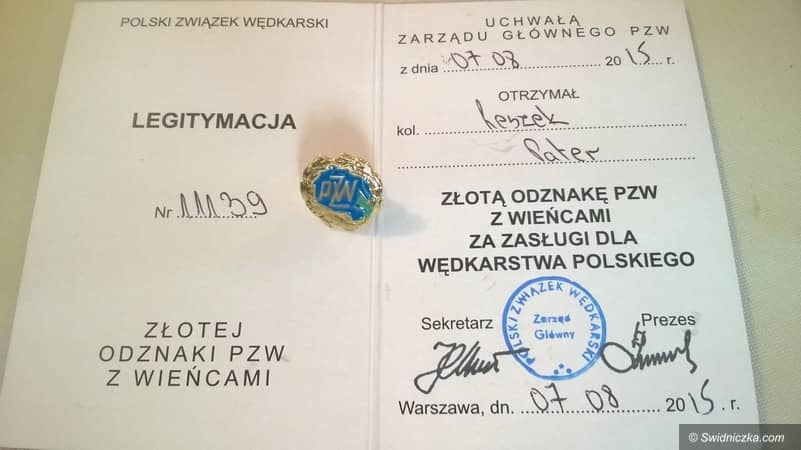 POLSKI ZWIĄZEK WĘDKARSKI
LEGITYMACJA
Nr 11139
ZŁOTEJ
ODZNAKI PZW
Z WIEŃCAMI
PZW
UCHWAŁĄ
ZARZĄDU GŁÓWNEGO PZW
z dnia 07 08 2015 r.
OTRZYMAŁ
kol. Leszek
Pater
ZŁOTĄ ODZNAKĘ PZW
Z WIEŃCAMI
ZA ZASŁUGI DLA
WĘDKARSTWA POLSKIEGO
Sekretarz Prezes
POLSKI ZWIĄZEK WĘDKARSKI
Zarząd
Główny
Warszawa, dn. 07 08 2015 . r.
© Swidniczka.com